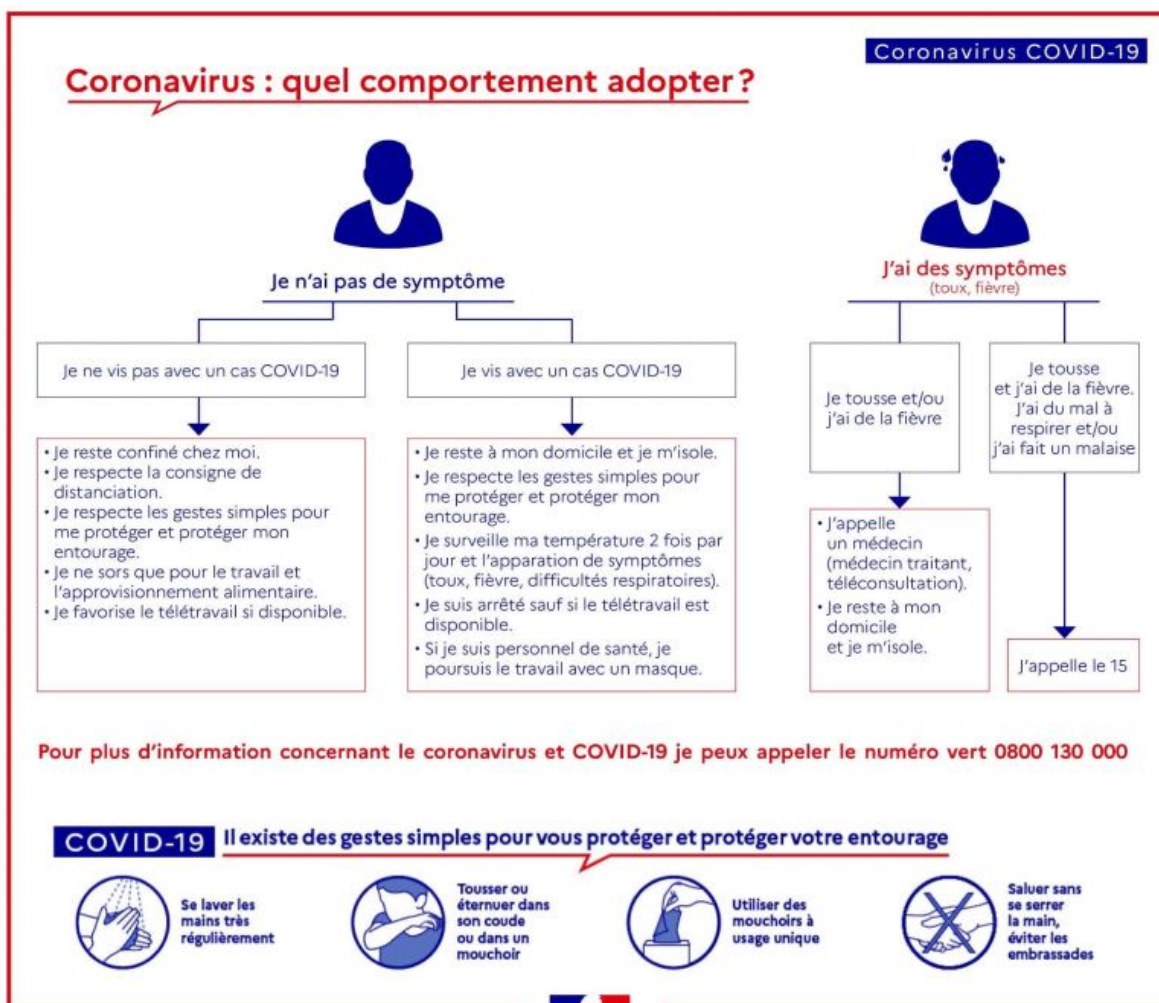 Coronavirus COVID-19
Coronavirus : quel comportement adopter ?
Je n'ai pas de symptôme
J'ai des symptômes
(toux, fièvre)
Je ne vis pas avec un cas COVID-19
• Je reste confiné chez moi.
• Je respecte la consigne de
distanciation.
• Je respecte les gestes simples pour
me protéger et protéger mon
entourage.
• Je ne sors que pour le travail et
l'approvisionnement alimentaire.
• Je favorise le télétravail si disponible.
Je vis avec un cas COVID-19
• Je reste à mon domicile et je m'isole.
• Je respecte les gestes simples pour
me protéger et protéger mon
entourage.
• Je surveille ma température 2 fois par
jour et l'apparation de symptômes
(toux, fièvre, difficultés respiratoires).
• Je suis arrêté sauf si le télétravail est
disponible.
• Si je suis personnel de santé, je
poursuis le travail avec un masque.
Je tousse et/ou
j'ai de la fièvre
• J'appelle
un médecin
(médecin traitant,
téléconsultation).
• Je reste à mon
domicile
et je m'isole.
Je tousse
et j'ai de la fièvre.
J'ai du mal à
respirer et/ou
j'ai fait un malaise
J'appelle le 15
Pour plus d'information concernant le coronavirus et COVID-19 je peux appeler le numéro vert 0800 130 000
COVID-19 Il existe des gestes simples pour vous protéger et protéger votre entourage
Se laver les
mains très
régulièrement
Tousser ou
éternuer dans
son coude
ou dans un
mouchoir
Utiliser des
mouchoirs à
usage unique
Saluer sans
se serrer
la main,
éviter les
embrassades